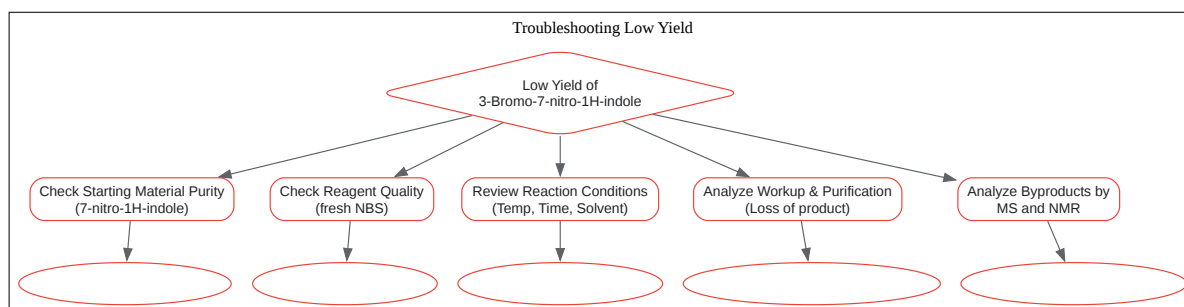 Troubleshooting Low Yield
Low Yield of
3-Bromo-7-nitro-1H-indole
Check Starting Material Purity
(7-nitro-1H-indole)
Check Reagent Quality
(fresh NBS)
Review Reaction Conditions
(Temp, Time, Solvent)
Analyze Workup & Purification
(Loss of product)
Analyze Byproducts by
MS and NMR